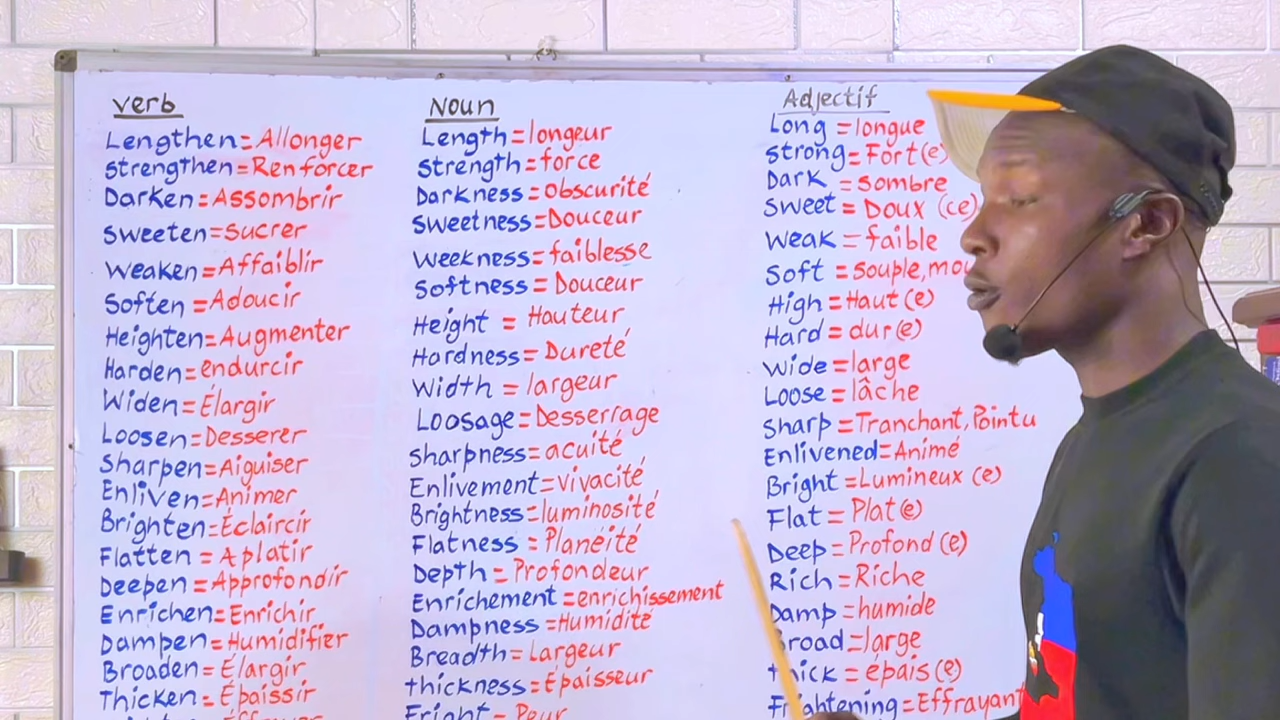 verb
Lengthen = Allonger
Strengthen = Renforcer
Darken = Assombrir
Sweeten = Sucrer
Weaken = Affaiblir
Soften = Adoucir
Heighten = Augmenter
Harden = endurcir
Widen = Élargir
Loosen = Desserer
Sharpen = Aiguiser
Enliven = Animer
Brighten = Éclaircir
Flatten = Aplatir
Deepen = Approfondir
Enrichen = Enrichir
Dampen = Humidifier
Broaden = Élargir
Thicken = Épaissir
Noun
Length = longeur
Strength = force
Darkness = obscurité
Sweetness = Douceur
Weekness = faiblesse
Softness = Douceur
Height = Hauteur
Hardness = Dureté
Width = largeur
Loosage = Desserrage
Sharpness = acuité
Enlivement = vivacité
Brightness = luminosité
Flatness = Planéité
Depth = Profondeur
Enrichement = enrichissement
Dampness = Humidité
Breadth = Largeur
thickness = Épaisseur
Fright = Peur
Adjectif
Long = longue
Strong = Fort(e)
Dark = sombre
Sweet = Doux (ce)
Weak = faible
Soft = souple, mou
High = Haut(e)
Hard = dur(e)
Wide = large
Loose = lâche
Sharp = Tranchant, Pointu
Enlivened = Animé
Bright = Lumineux (e)
Flat = Plat(e)
Deep = Profond (e)
Rich = Riche
Damp = humide
Broad = large
thick = épais (e)
Frightening = Effrayant